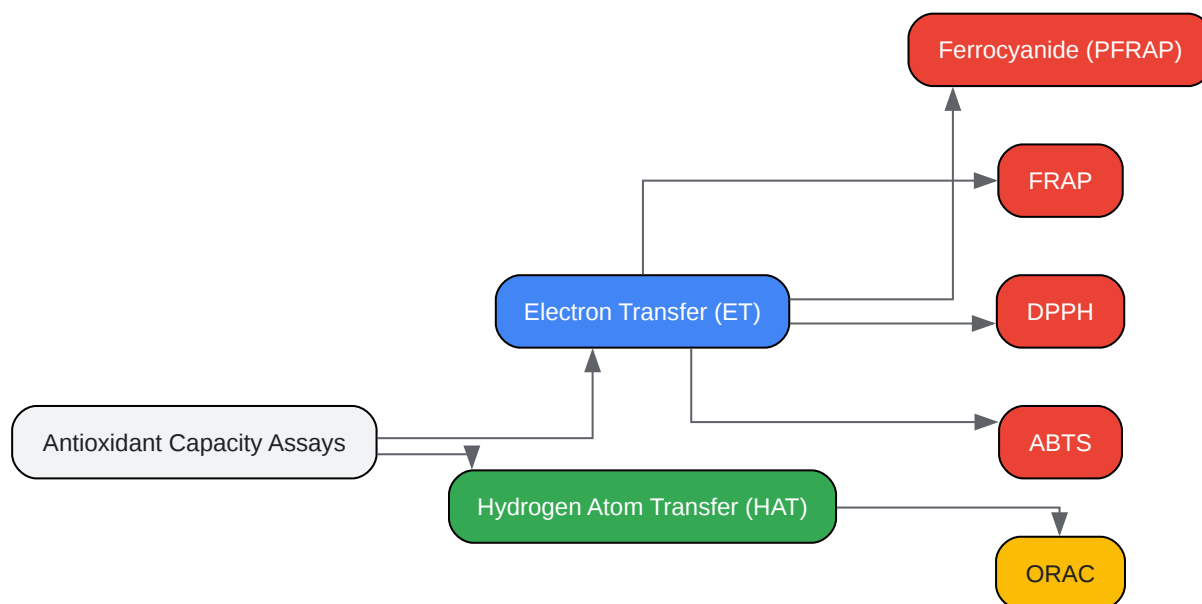 Ferrocyanide (PFRAP)
FRAP
Electron Transfer (ET)
DPPH
Antioxidant Capacity Assays
ABTS
Hydrogen Atom Transfer (HAT)
ORAC